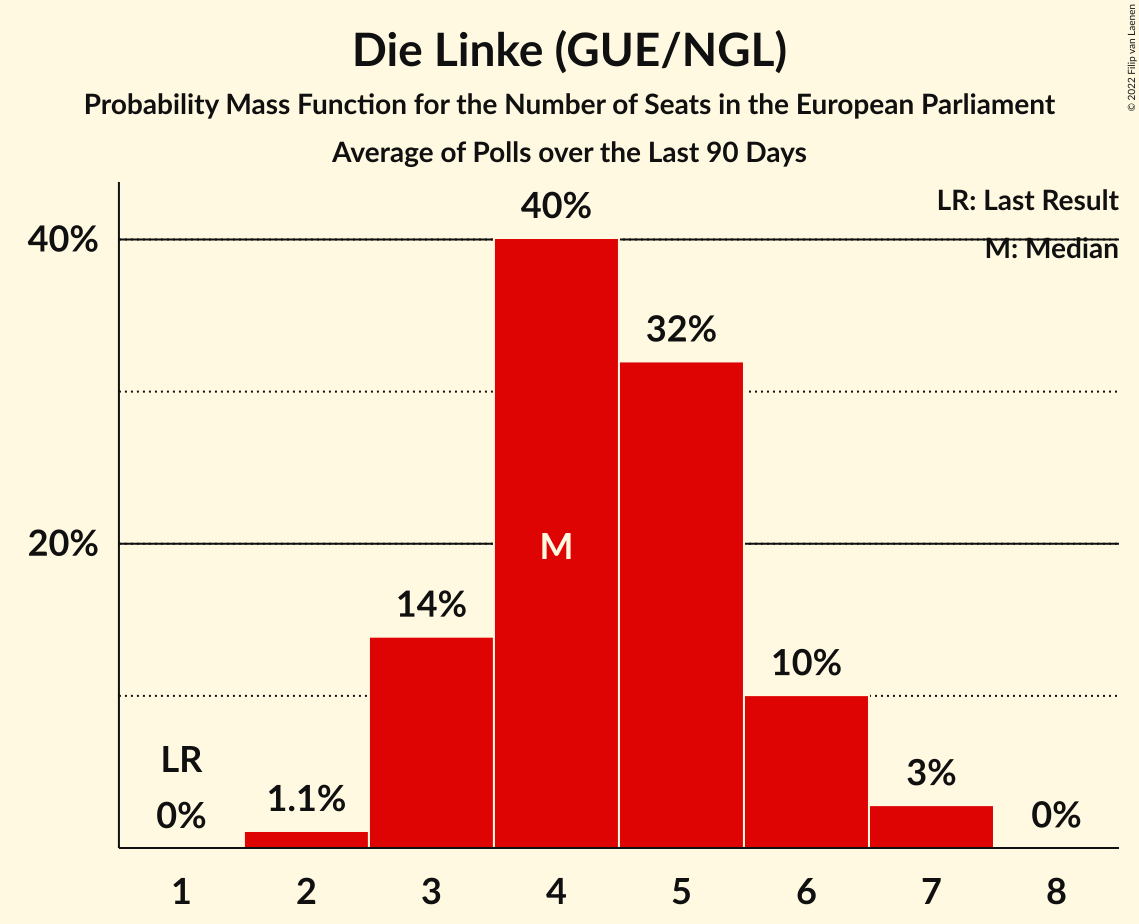 Die Linke (GUE/NGL)
Probability Mass Function for the Number of Seats in the European Parliament
Average of Polls over the Last 90 Days
© 2022 Filip van Laenen
LR: Last Result
M: Median
40%
20%
LR
0%
1.1%
14%
40%
M
32%
10%
3%
0%
1 2 3 4 5 6 7 8